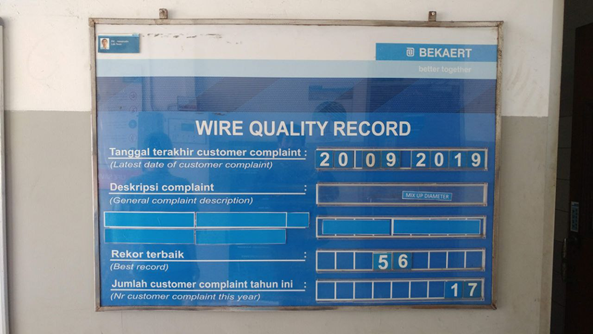 BEKAERT
better together
WIRE QUALITY RECORD
Tanggal terakhir customer complaint : 20 09 2019
(Latest date of customer complaint)
Deskripsi complaint : MIX UP DIAMETER
(General complaint description)
Rekor terbaik : 56
(Best record)
Jumlah customer complaint tahun ini : 17
(Nr customer complaint this year)